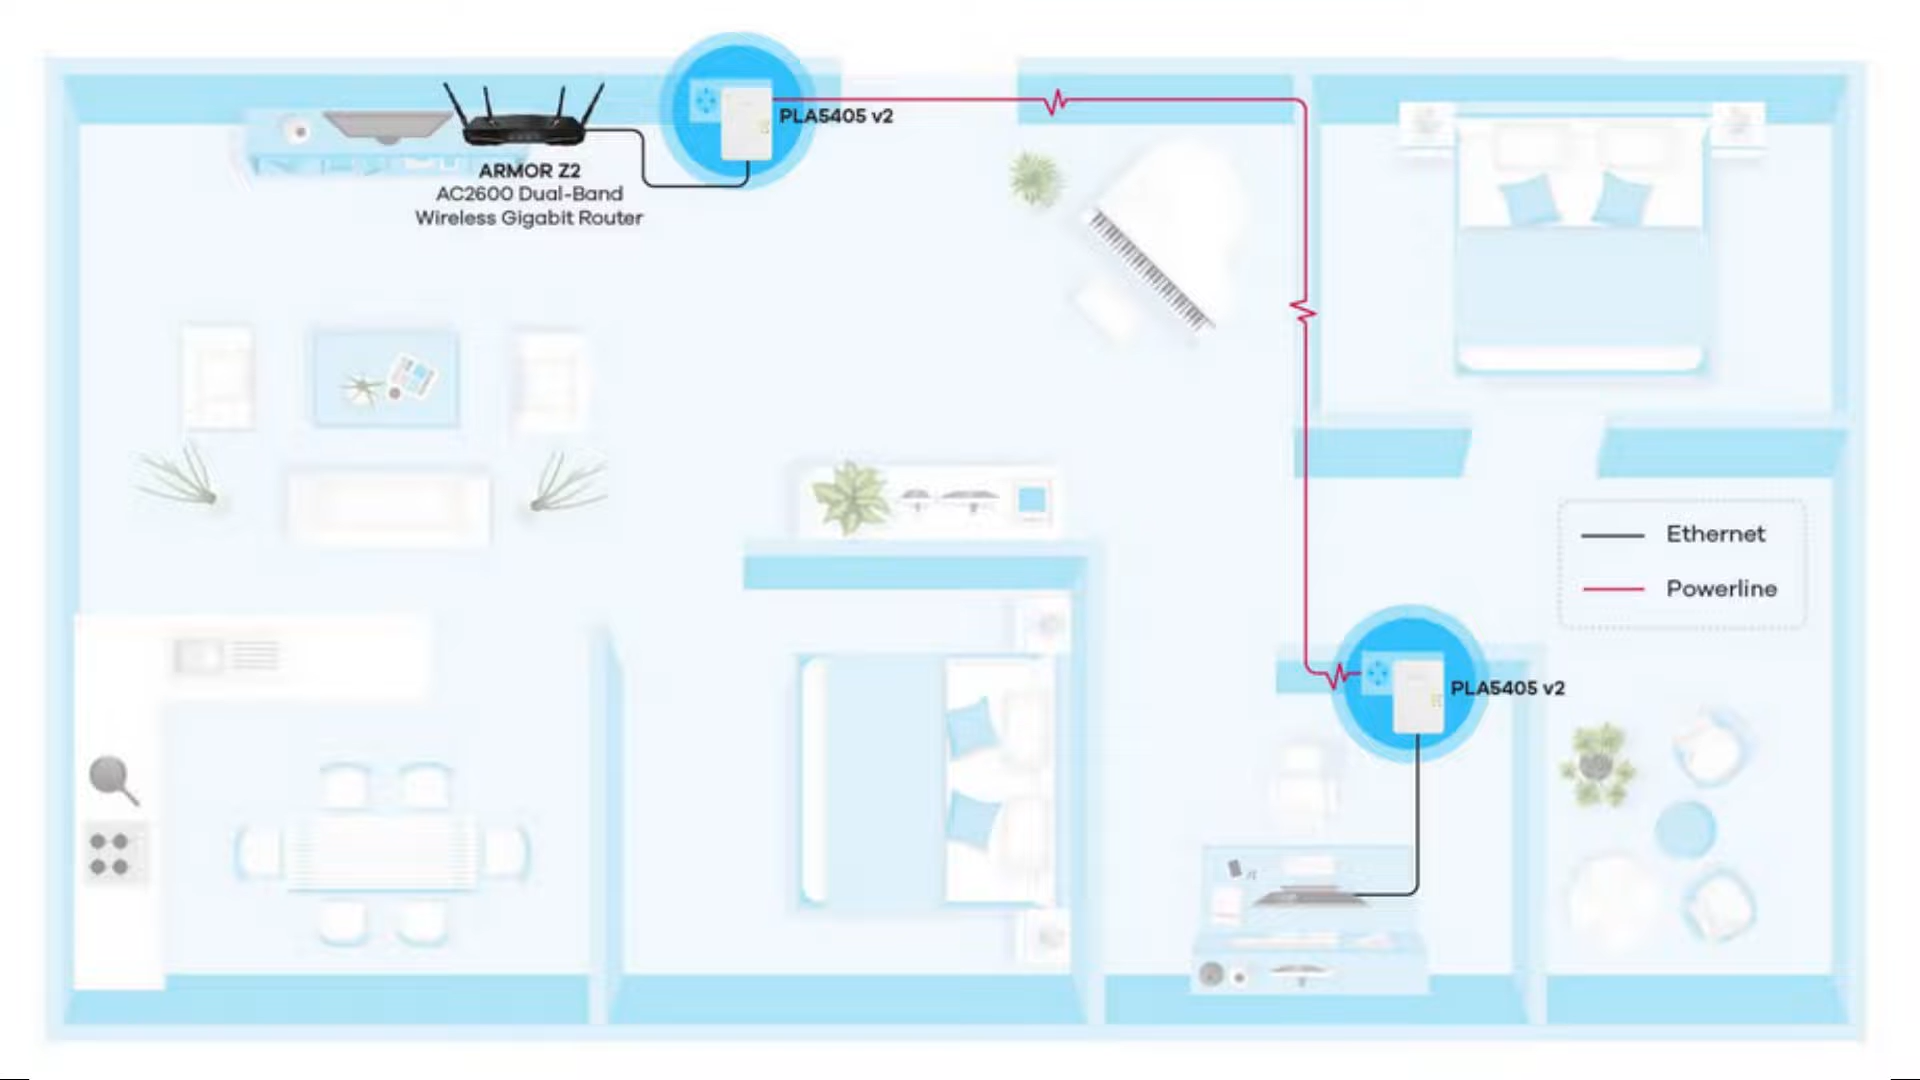 PLA5405 v2
ARMOR Z2
AC2600 Dual-Band
Wireless Gigabit Router
Ethernet
Powerline
PLA5405 v2